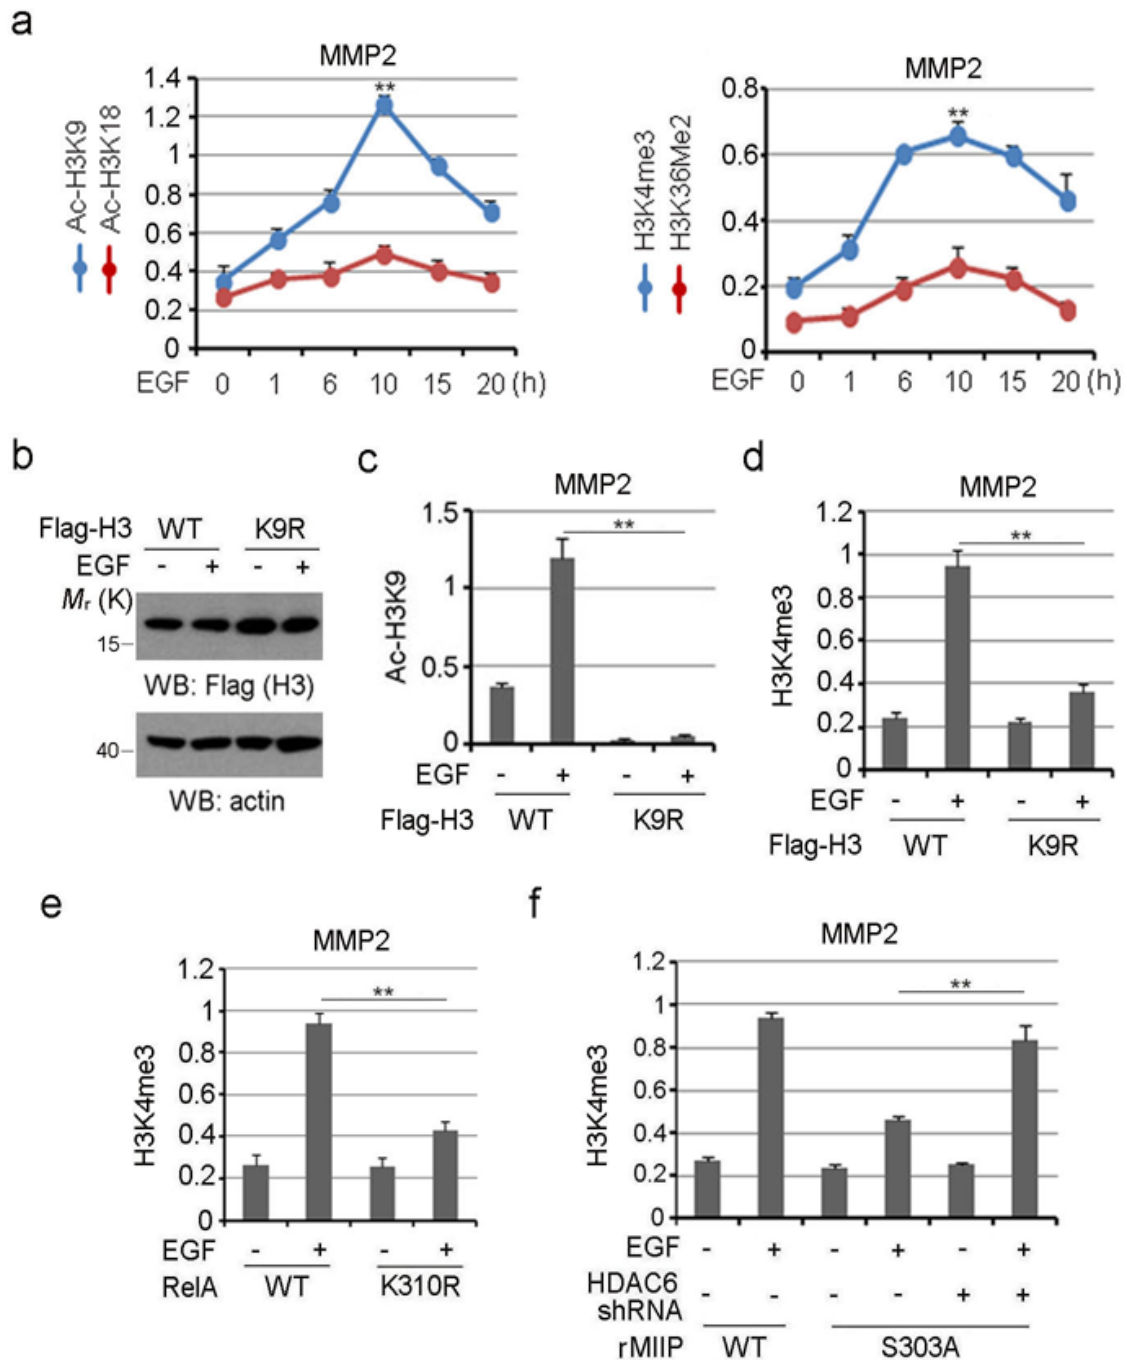 a
MMP2
1.4
1.2
1
0.8
0.6
0.4
0.2
0
**
Ac-H3K9
Ac-H3K18
EGF 0 1 6 10 15 20 (h)
MMP2
0.8
0.6
0.4
0.2
0
**
H3K4me3
H3K36Me2
EGF 0 1 6 10 15 20 (h)
b
Flag-H3 WT K9R
EGF - + - +
Mr (K)
15
WB: Flag (H3)
40
WB: actin
c
MMP2
1.5
1
0.5
0
**
Ac-H3K9
EGF - + - +
Flag-H3 WT K9R
d
MMP2
1.2
1
0.8
0.6
0.4
0.2
0
**
H3K4me3
EGF - + - +
Flag-H3 WT K9R
e
MMP2
1.2
1
0.8
0.6
0.4
0.2
0
**
H3K4me3
EGF - + - +
RelA WT K310R
f
MMP2
1.2
1
0.8
0.6
0.4
0.2
0
**
H3K4me3
EGF - + - + - +
HDAC6
shRNA - - - - + +
rMIIP WT S303A